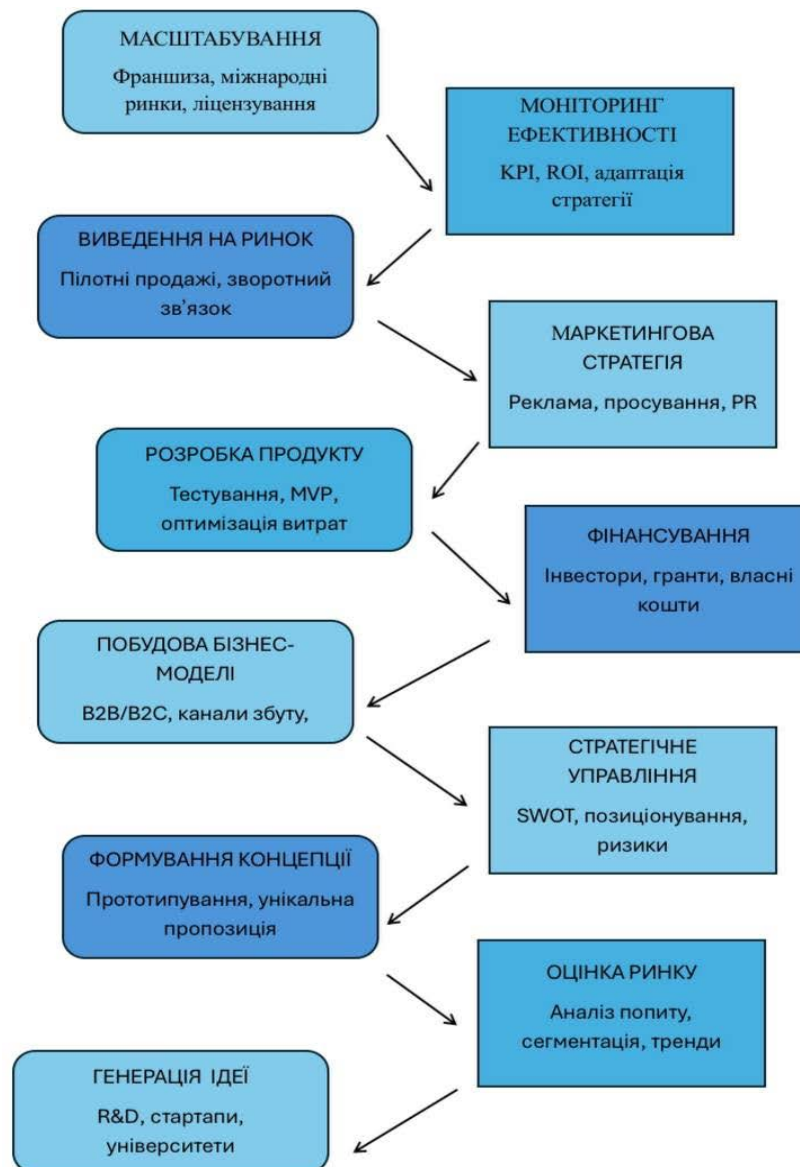 МАСШТАБУВАННЯ
Франшиза, міжнародні
ринки, ліцензування
МОНІТОРИНГ
ЕФЕКТИВНОСТІ
KPI, ROI, адаптація
стратегії
ВИВЕДЕННЯ НА РИНОК
Пілотні продажі, зворотний
зв’язок
МАРКЕТИНГОВА
СТРАТЕГІЯ
Реклама, просування, PR
РОЗРОБКА ПРОДУКТУ
Тестування, MVP,
оптимізація витрат
ФІНАНСУВАННЯ
Інвестори, гранти, власні
кошти
ПОБУДОВА БІЗНЕС-
МОДЕЛІ
B2B/B2C, канали збуту,
СТРАТЕГІЧНЕ
УПРАВЛІННЯ
SWOT, позиціонування,
ризики
ФОРМУВАННЯ КОНЦЕПЦІЇ
Прототипування, унікальна
пропозиція
ОЦІНКА РИНКУ
Аналіз попиту,
сегментація, тренди
ГЕНЕРАЦІЯ ІДЕЇ
R&D, стартапи,
університети